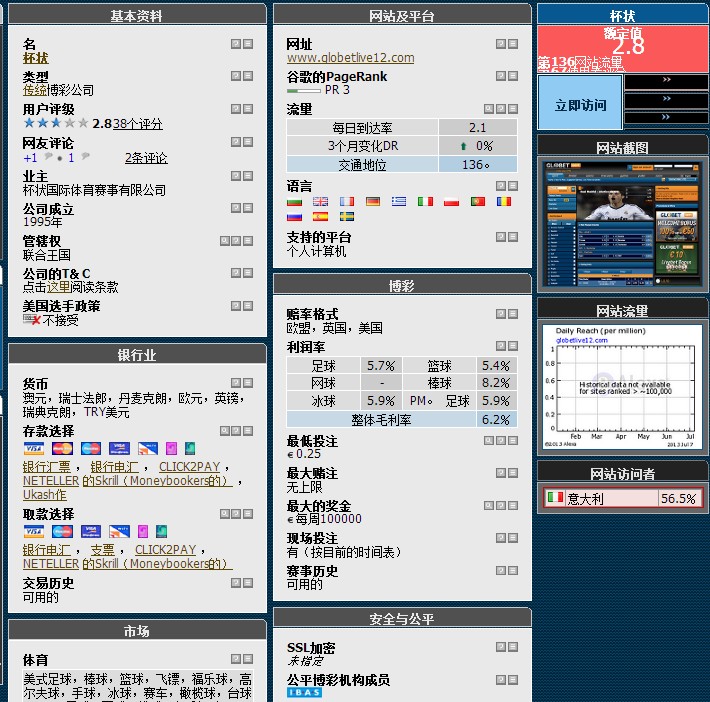 基本资料
名
杯状
类型
传统博彩公司
用户评级
2.8 38个评分
网友评论
+1 1 2条评论
业主
杯状国际体育赛事有限公司
公司成立
1995年
管辖权
联合王国
公司的T& C
点击这里阅读条款
美国选手政策
不接受
银行业
货币
澳元，瑞士法郎，丹麦克朗，欧元，英镑，
瑞典克朗，TRY美元
存款选择
银行汇票 ， 银行电汇 ， CLICK2PAY ，
NETELLER 的Skrill（Moneybookers的） ，
Ukash作
取款选择
银行电汇 ， 支票 ， CLICK2PAY ，
NETELLER 的Skrill（Moneybookers的）
交易历史
可用的
市场
体育
美式足球，棒球，篮球，飞镖，福乐球，高
尔夫球，手球，冰球，赛车，橄榄球，台球
网站及平台
网址
www.globetlive12.com
谷歌的PageRank
PR 3
流量
每日到达率 2.1
3个月变化DR 0%
交通地位 136。
语言
支持的平台
个人计算机
博彩
赔率格式
欧盟，英国，美国
利润率
足球 5.7% 篮球 5.4%
网球 - 棒球 8.2%
冰球 5.9% PM。 足球 5.9%
整体毛利率 6.2%
最低投注
€ 0.25
最大赌注
无上限
最大的奖金
€ 每周100000
现场投注
有（按目前的时间表）
赛事历史
可用的
安全与公平
SSL加密
未指定
公平博彩机构成员
IBAS
杯状
额定值
2.8
第136网站流量
立即访问
网站截图
GLOBET
网站流量
Daily Reach (per million)
globetlive12.com
1
0.8
0.6
0.4
0.2
0
Historical data not available
for sites ranked > ~100,000
Feb Mar Apr May Jun Jul
©2013 Alexa 2013 Jul 7
网站访问者
意大利 56.5%